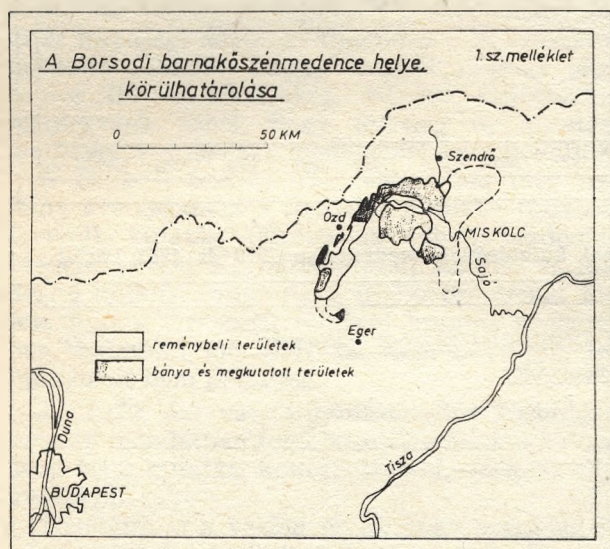 A Borsodi barnakőszénmedence helye,
körülhatárolása
1. sz. melléklet
0 50 KM
Szendrő
Ózd
MISKOLC
Sajó
Eger
reménybeli területek
bánya és megkutatott területek
Duna
BUDAPEST
Tisza